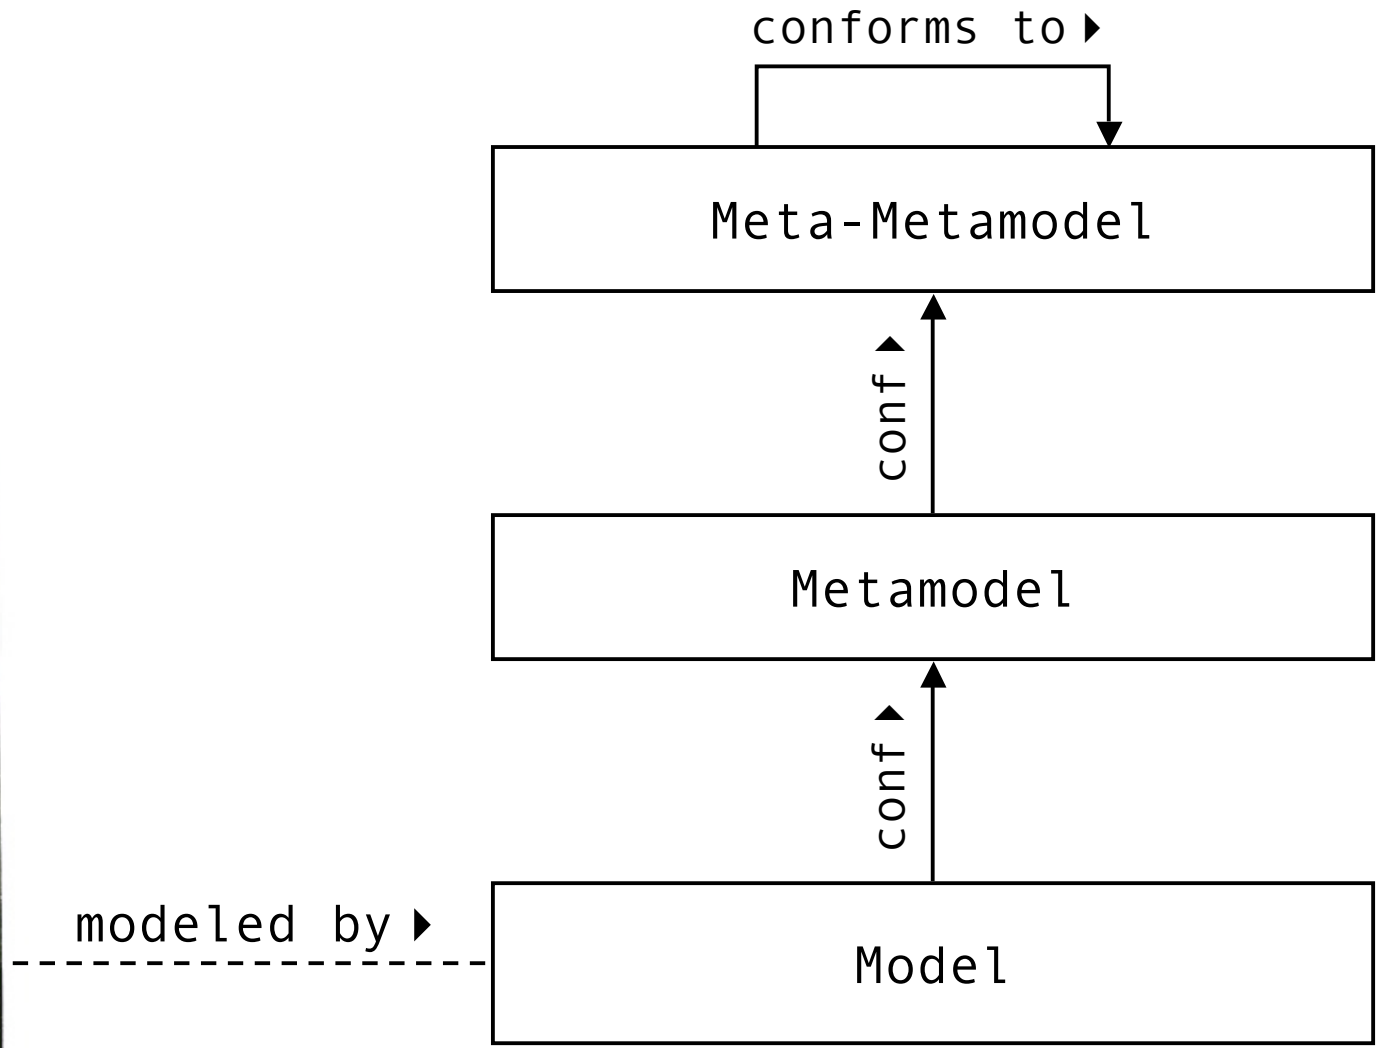 conforms to
Meta-Metamodel
conf
Metamodel
conf
modeled by
Model